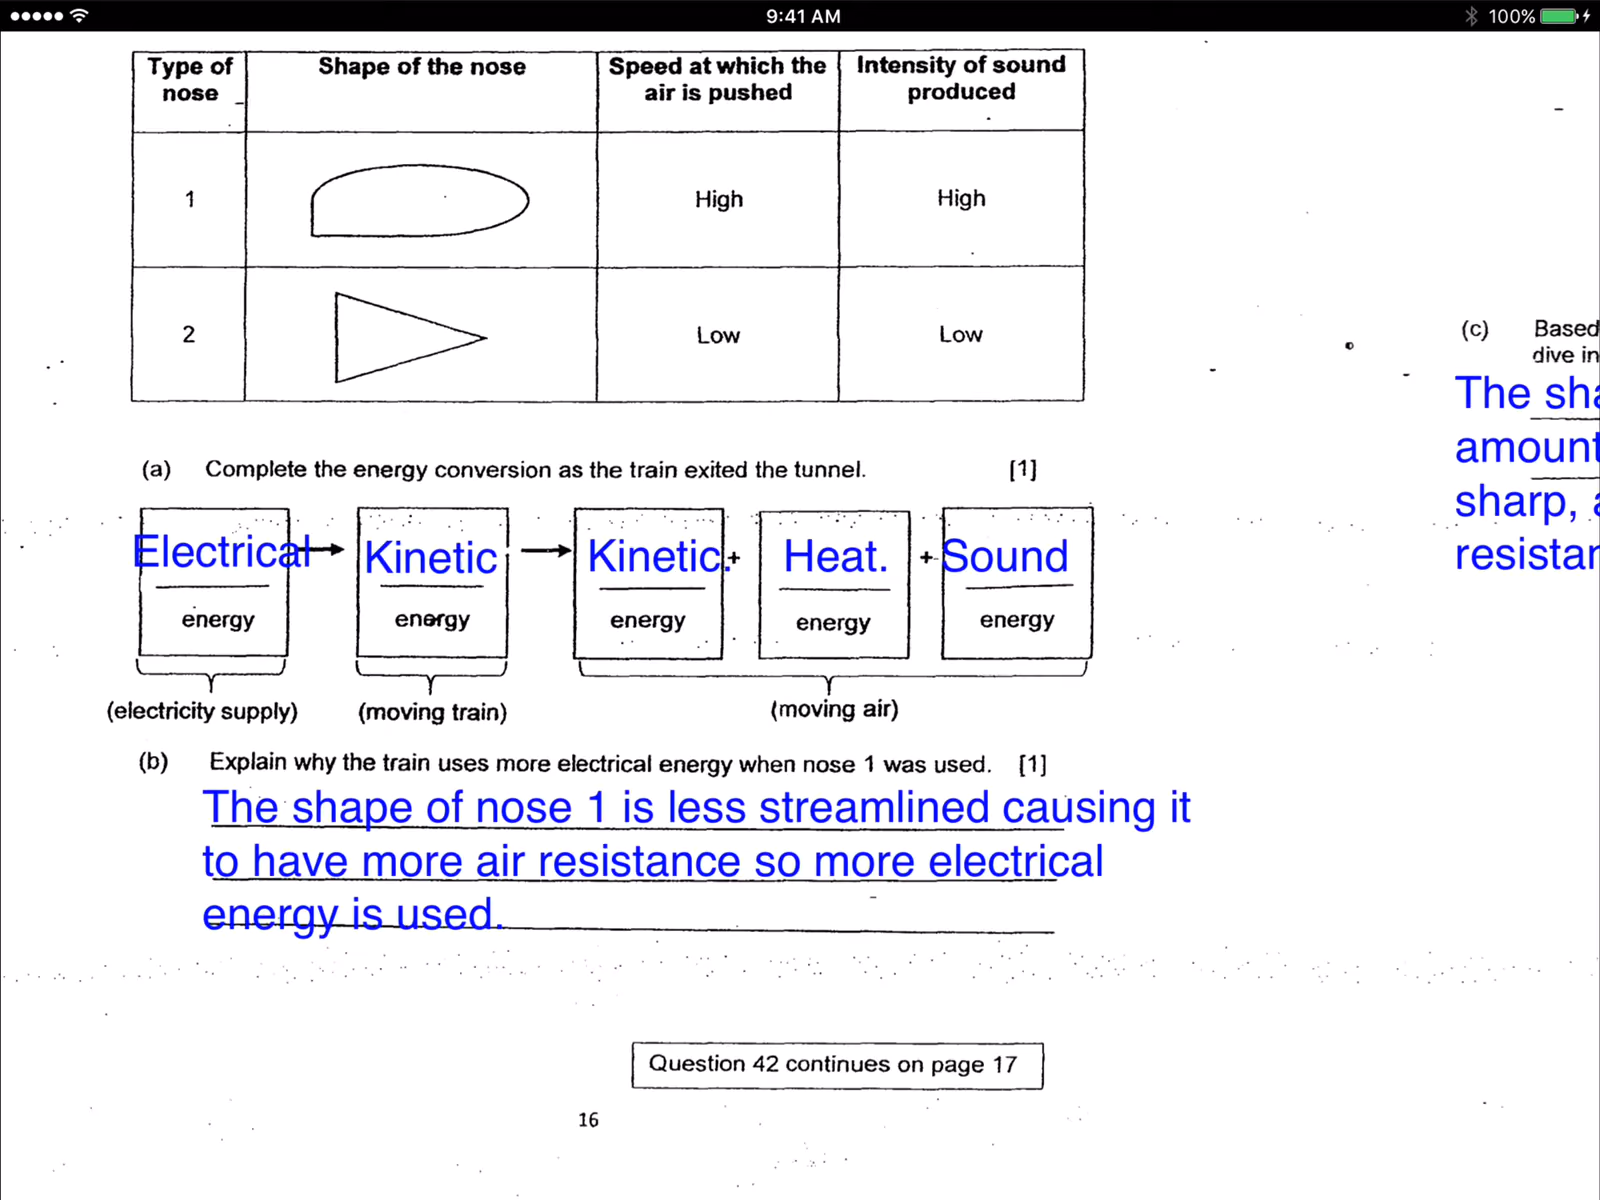 9:41 AM
100%
Type of nose
Shape of the nose
Speed at which the air is pushed
Intensity of sound produced
1
High
High
2
Low
Low
(a) Complete the energy conversion as the train exited the tunnel. [1]
Electrical → Kinetic → Kinetic. + Heat. + Sound
energy energy energy energy energy
(electricity supply) (moving train) (moving air)
(b) Explain why the train uses more electrical energy when nose 1 was used. [1]
The shape of nose 1 is less streamlined causing it
to have more air resistance so more electrical
energy is used.
Question 42 continues on page 17
16
(c) Based
dive in
The sha
amount
sharp, a
resistan